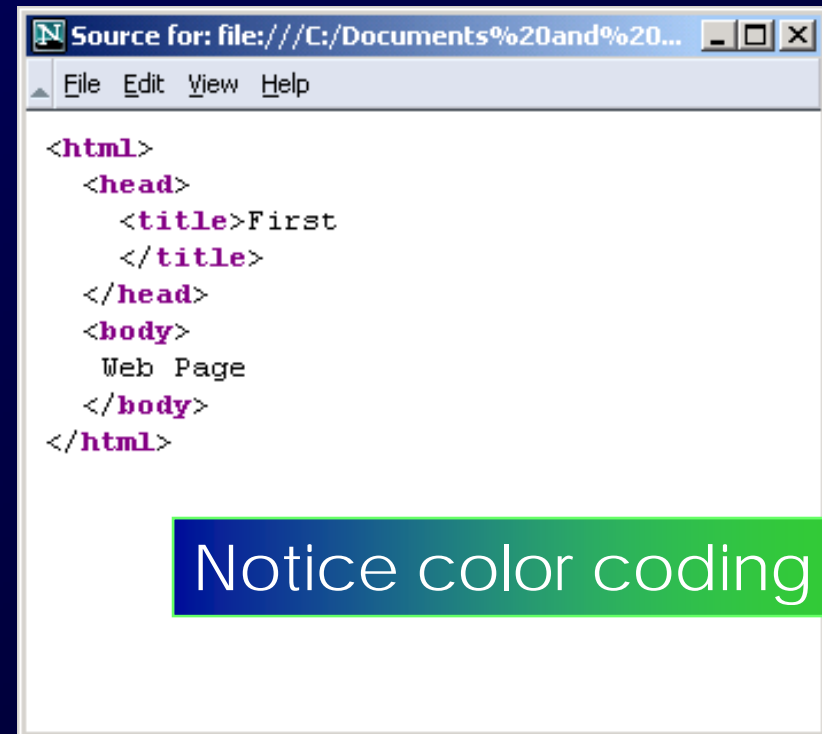 N Source for: file:///C:/Documents%20and%20...
File Edit View Help
<html>
<head>
<title>First
</title>
</head>
<body>
Web Page
</body>
</html>
Notice color coding